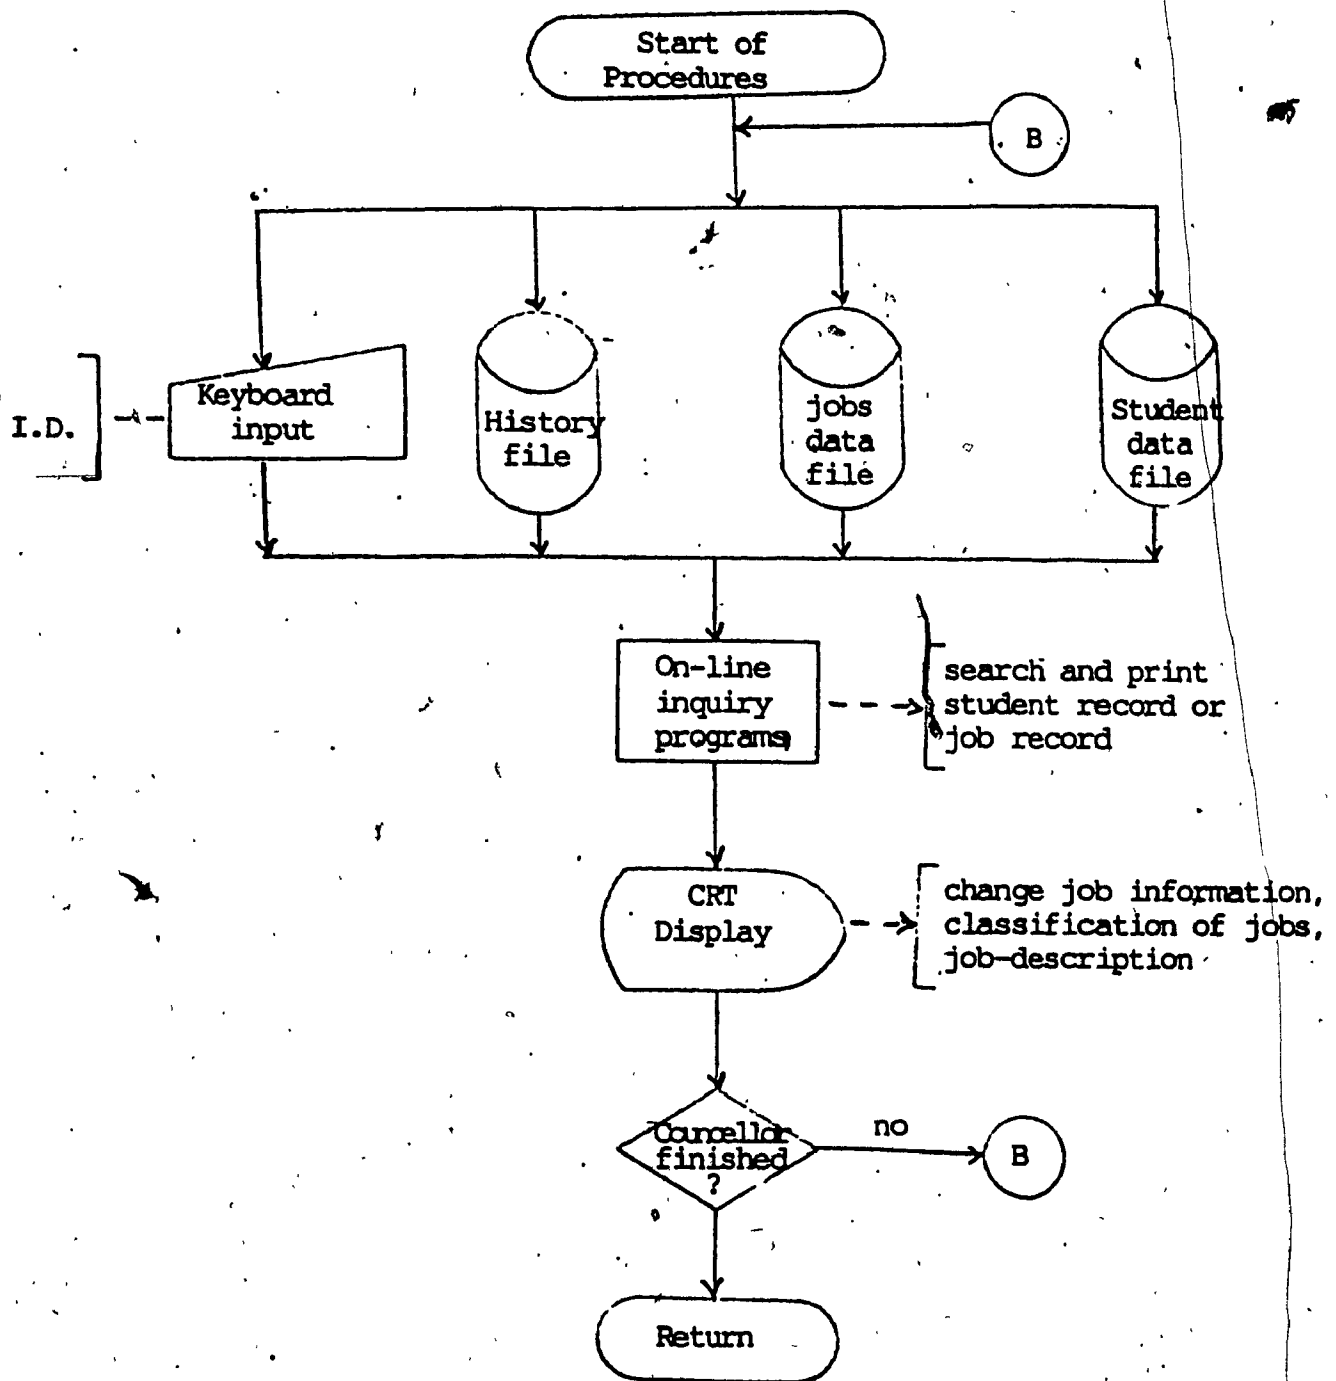 Start of
Procedures
B
I.D.
Keyboard
input
History
file
jobs
data
file
Student
data
file
On-line
inquiry
programs
search and print
student record or
job record
CRT
Display
change job information,
classification of jobs,
job-description
Councellor
finished
?
no
B
Return